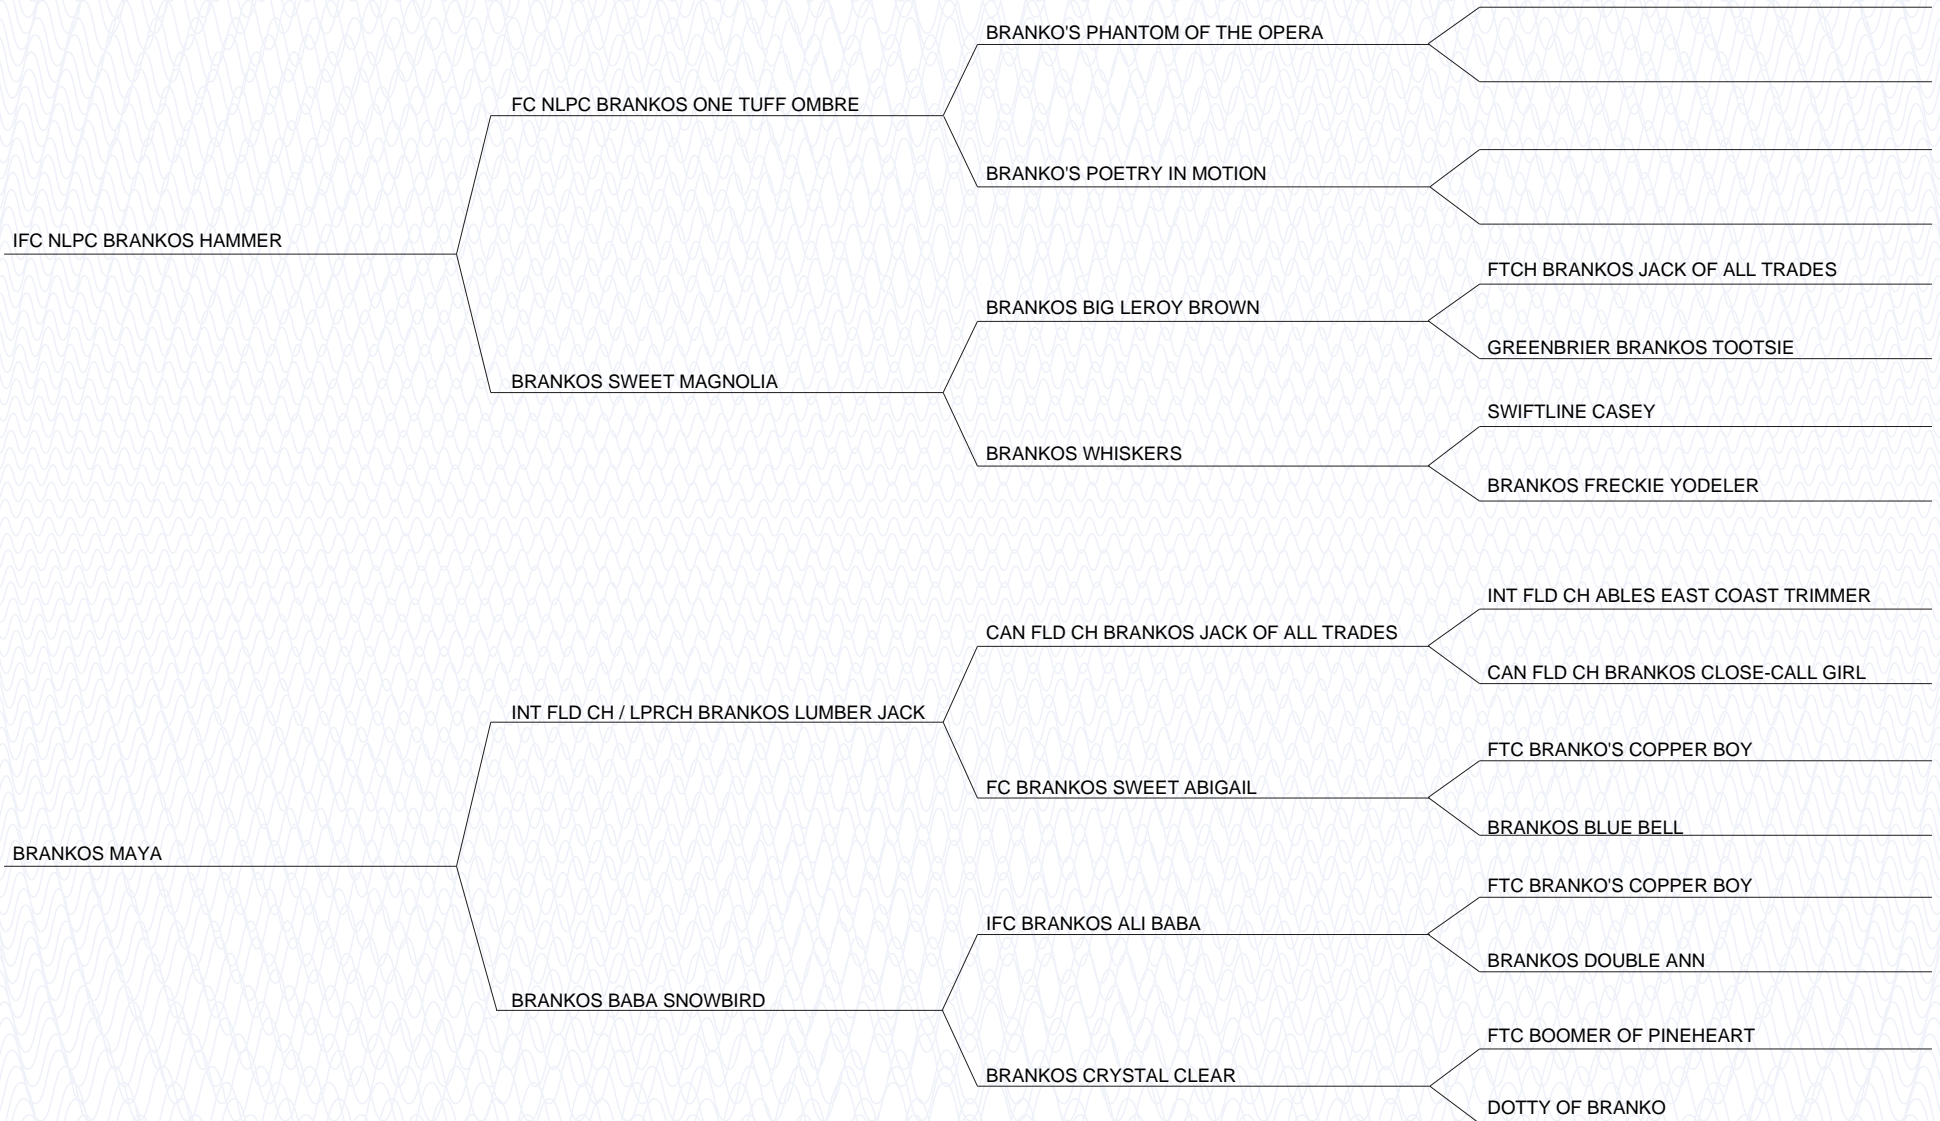 BRANKO'S PHANTOM OF THE OPERA
FC NLPC BRANKOS ONE TUFF OMBRE
BRANKO'S POETRY IN MOTION
IFC NLPC BRANKOS HAMMER
FTCH BRANKOS JACK OF ALL TRADES
BRANKOS BIG LEROY BROWN
GREENBRIER BRANKOS TOOTSIE
BRANKOS SWEET MAGNOLIA
SWIFTLINE CASEY
BRANKOS WHISKERS
BRANKOS FRECKIE YODELER
INT FLD CH ABLES EAST COAST TRIMMER
CAN FLD CH BRANKOS JACK OF ALL TRADES
CAN FLD CH BRANKOS CLOSE-CALL GIRL
INT FLD CH / LPRCH BRANKOS LUMBER JACK
FTC BRANKO'S COPPER BOY
FC BRANKOS SWEET ABIGAIL
BRANKOS BLUE BELL
BRANKOS MAYA
FTC BRANKO'S COPPER BOY
IFC BRANKOS ALI BABA
BRANKOS DOUBLE ANN
BRANKOS BABA SNOWBIRD
FTC BOOMER OF PINEHEART
BRANKOS CRYSTAL CLEAR
DOTTY OF BRANKO